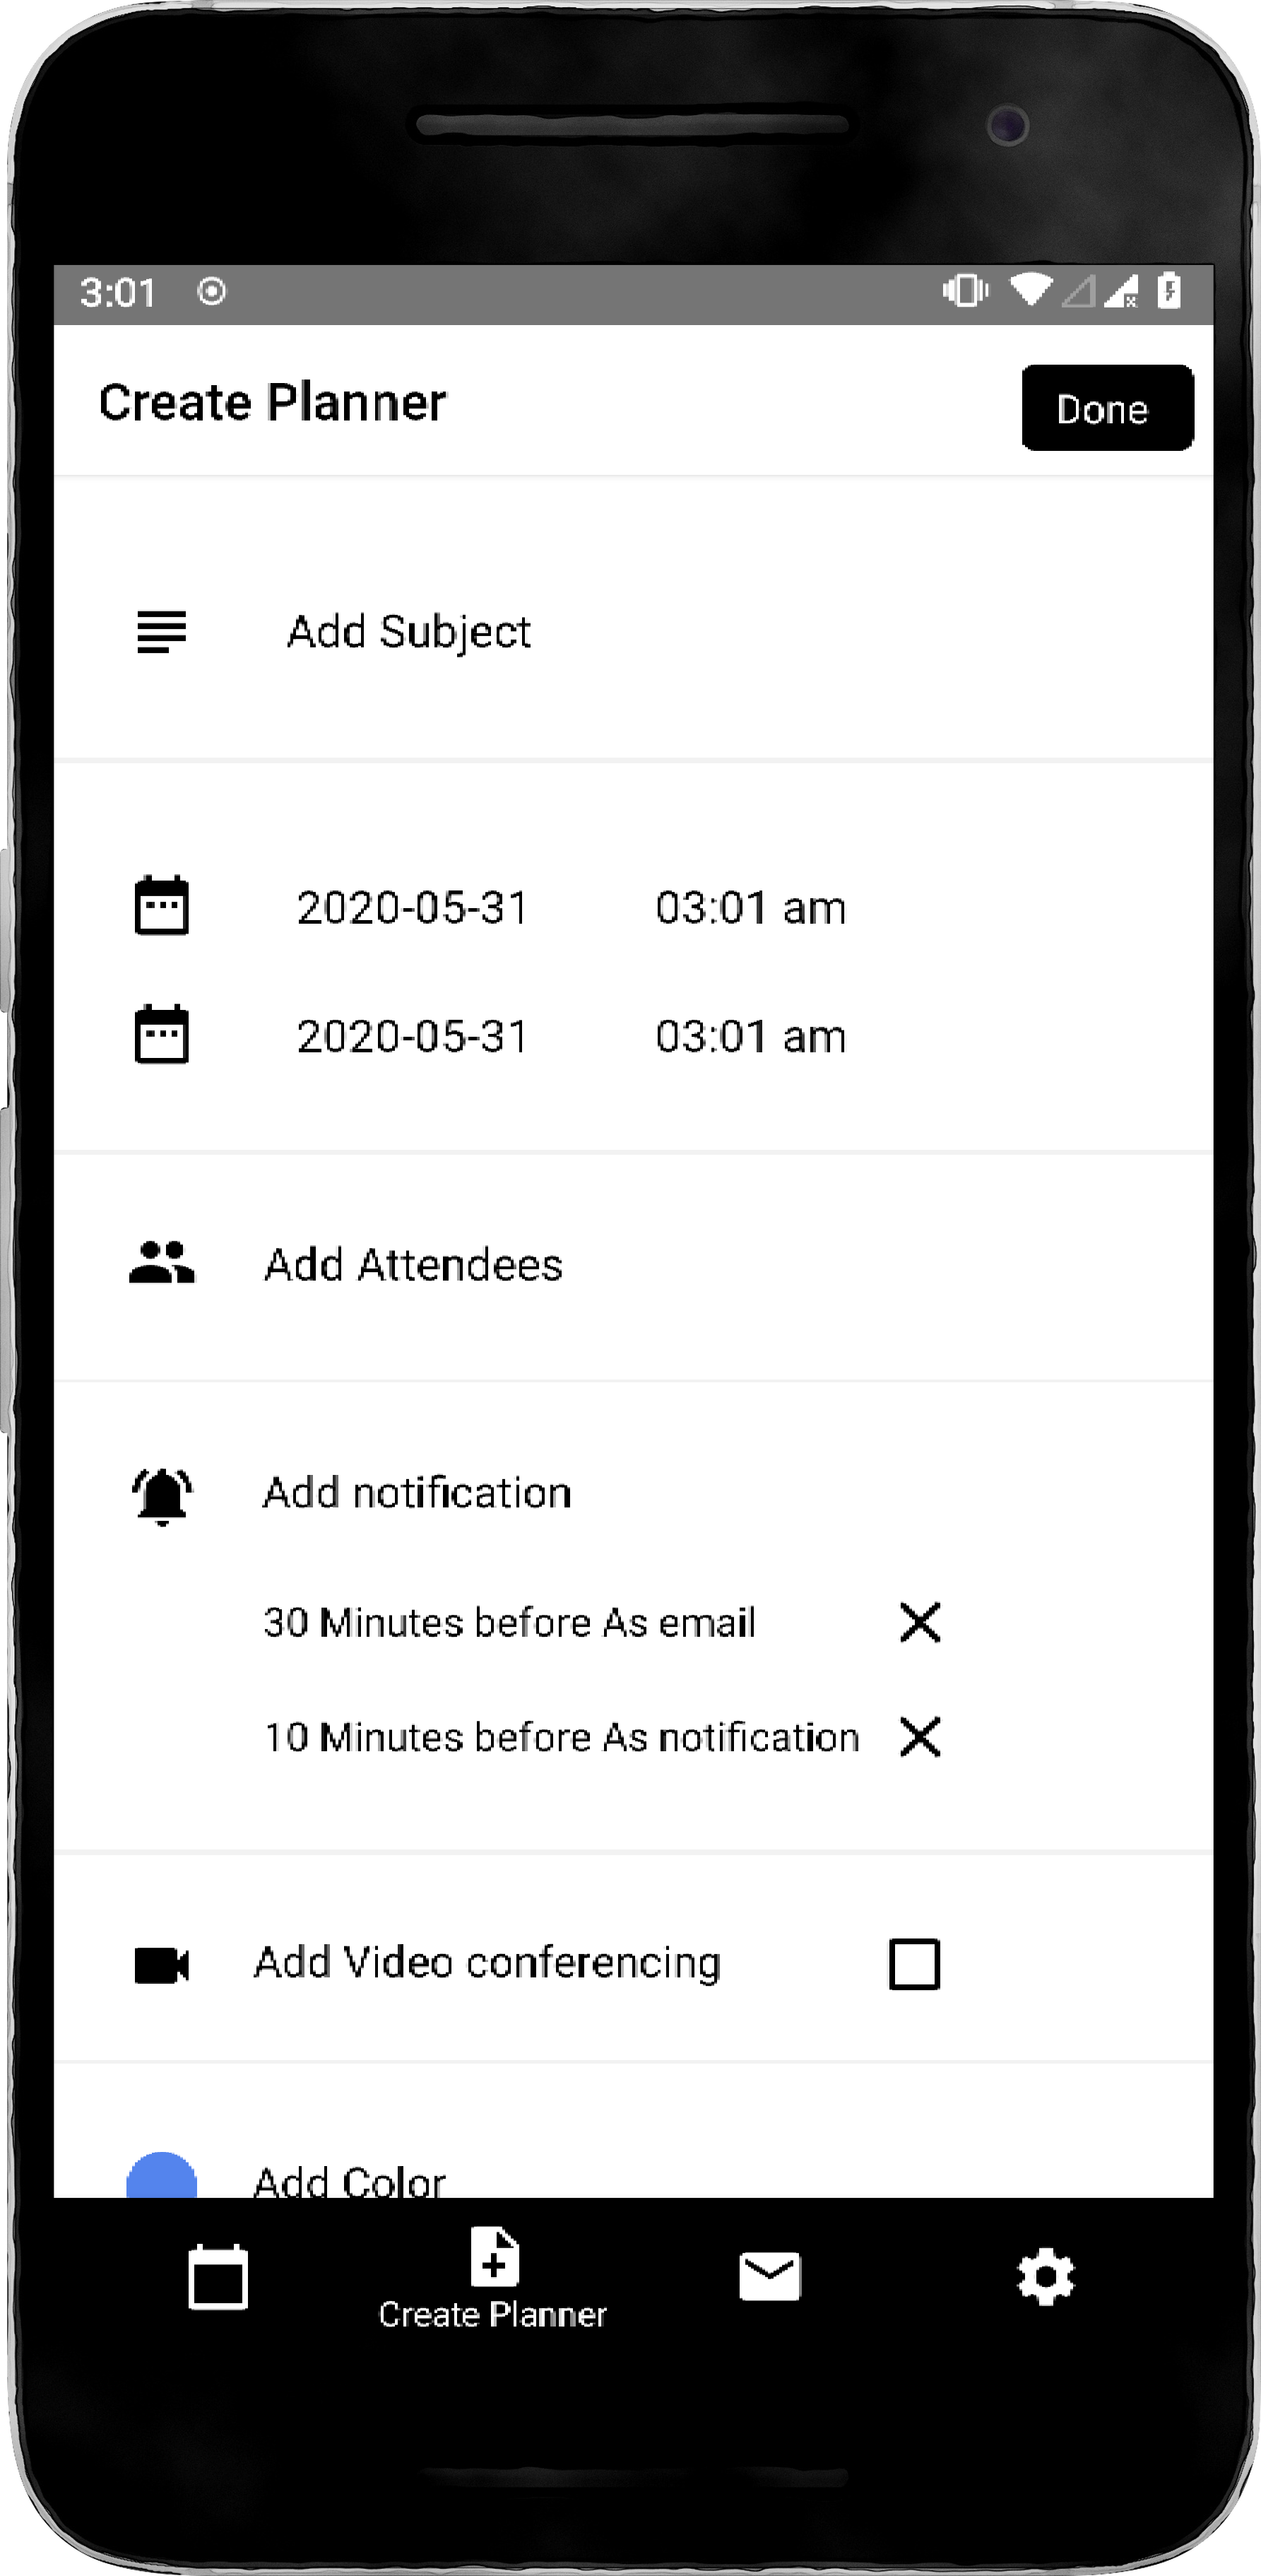 3:01
Create Planner
Done
Add Subject
2020-05-31 03:01 am
2020-05-31 03:01 am
Add Attendees
Add notification
30 Minutes before As email
10 Minutes before As notification
Add Video conferencing
Add Color
Create Planner